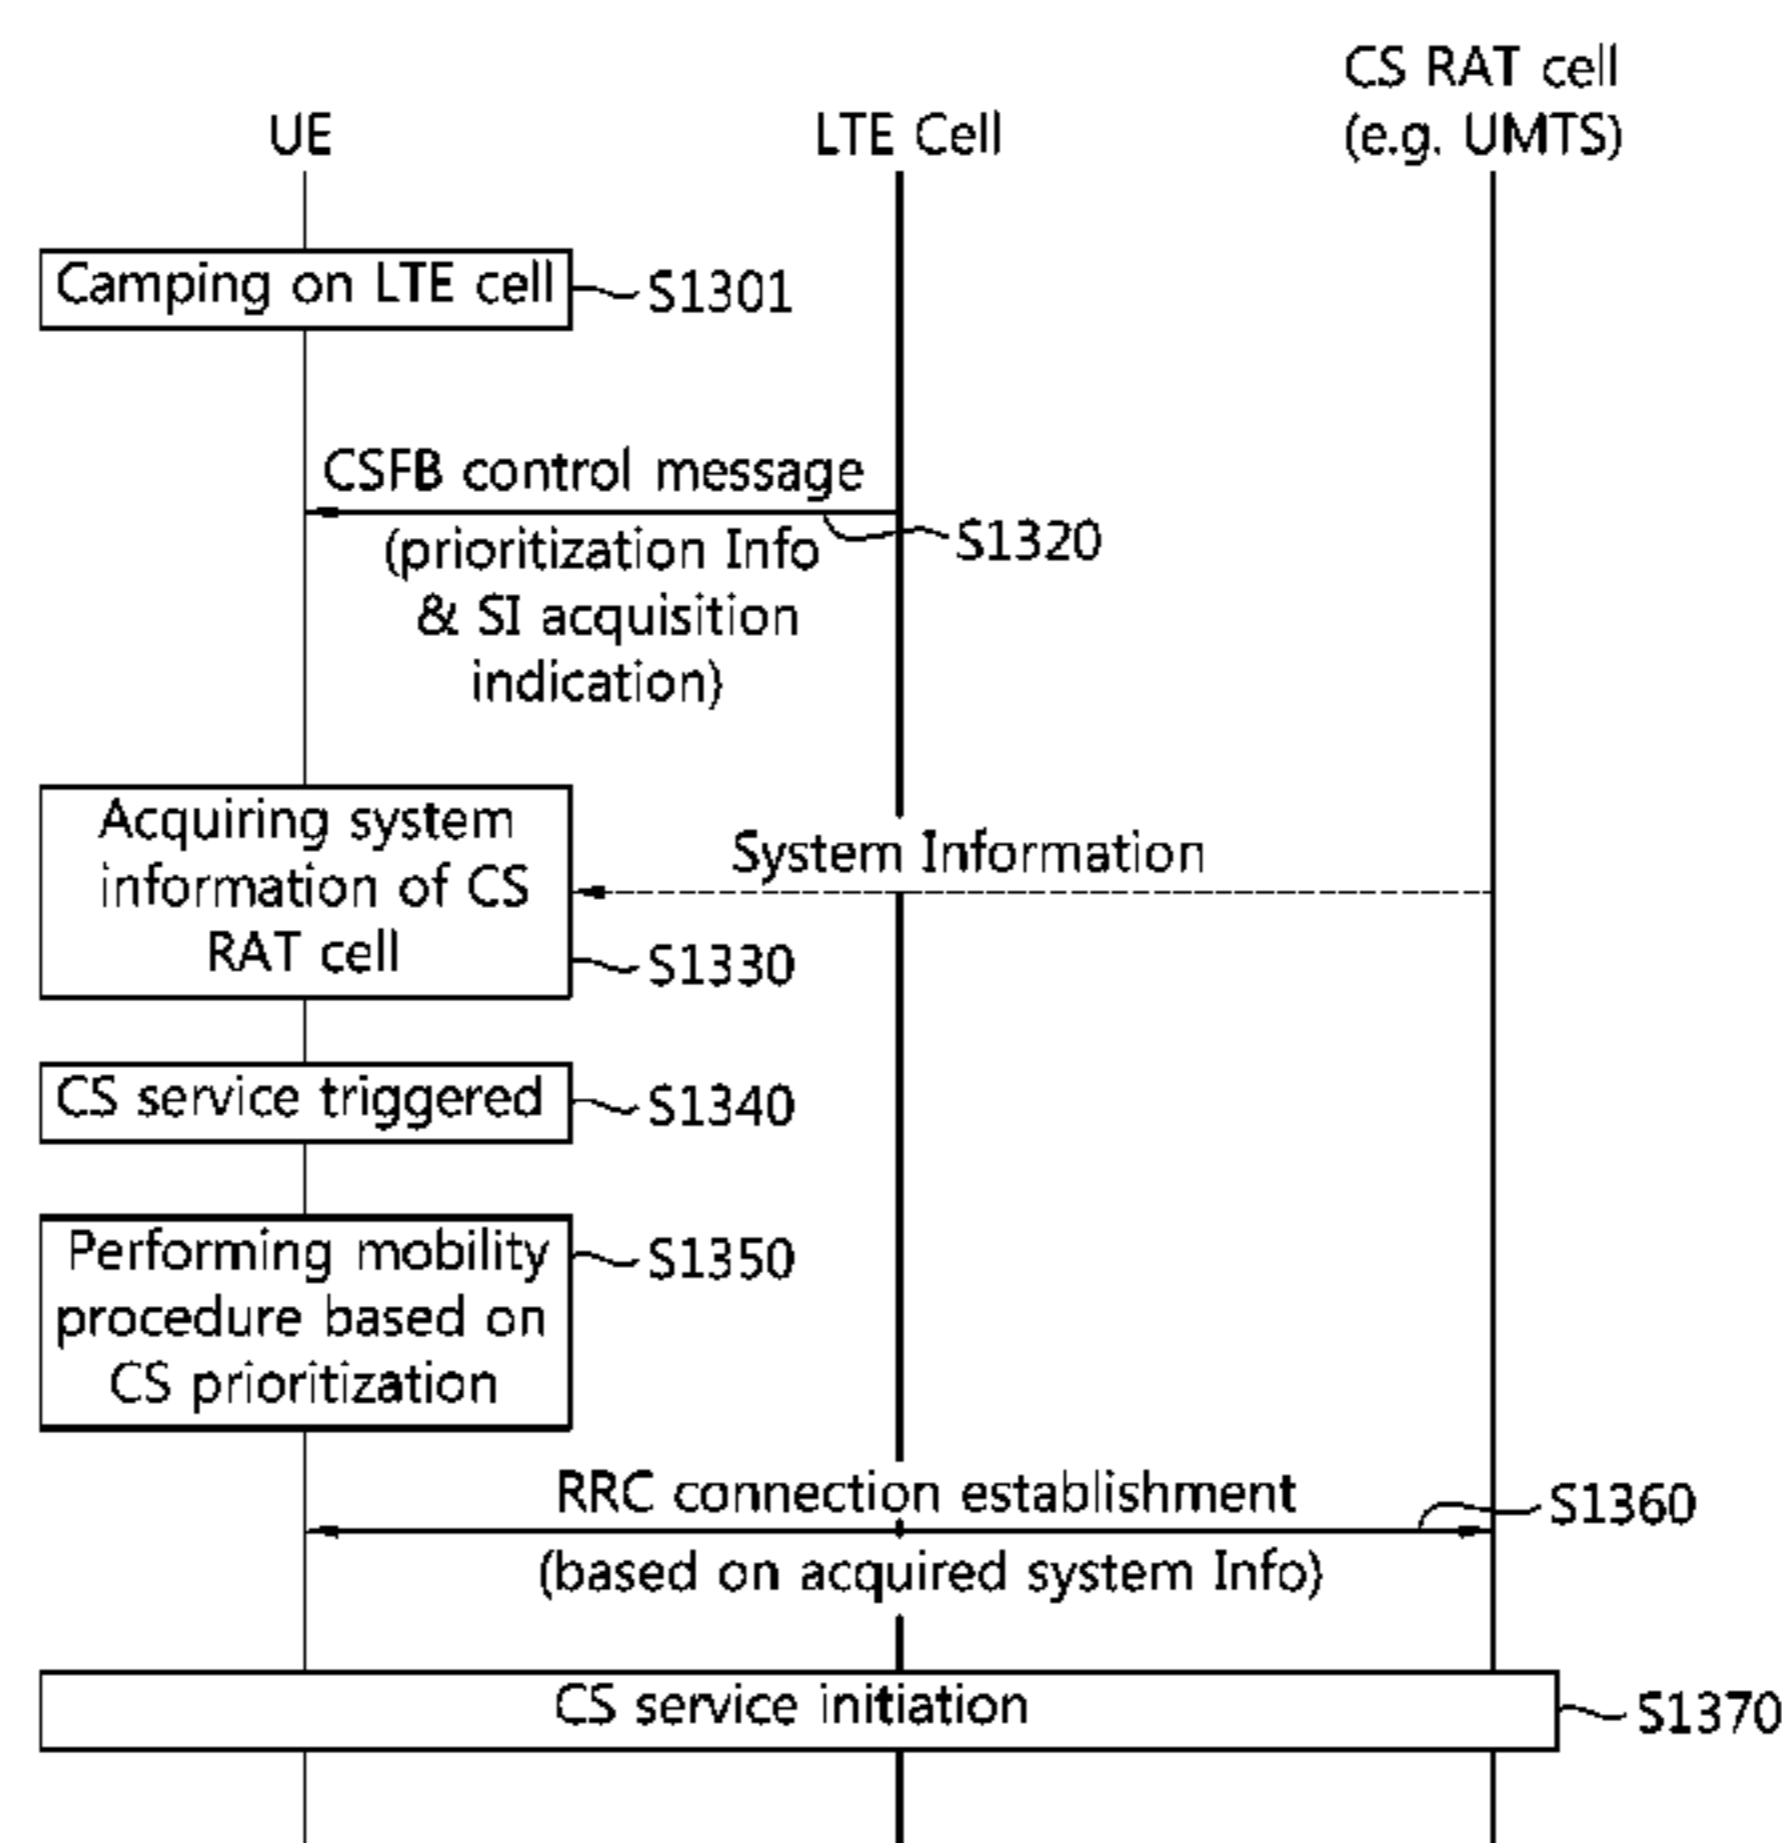 UE
LTE Cell
CS RAT cell
(e.g. UMTS)
Camping on LTE cell
S1301
CSFB control message
(prioritization Info
& SI acquisition
indication)
S1320
Acquiring system
information of CS
RAT cell
System Information
S1330
CS service triggered
S1340
Performing mobility
procedure based on
CS prioritization
S1350
RRC connection establishment
(based on acquired system Info)
S1360
CS service initiation
S1370